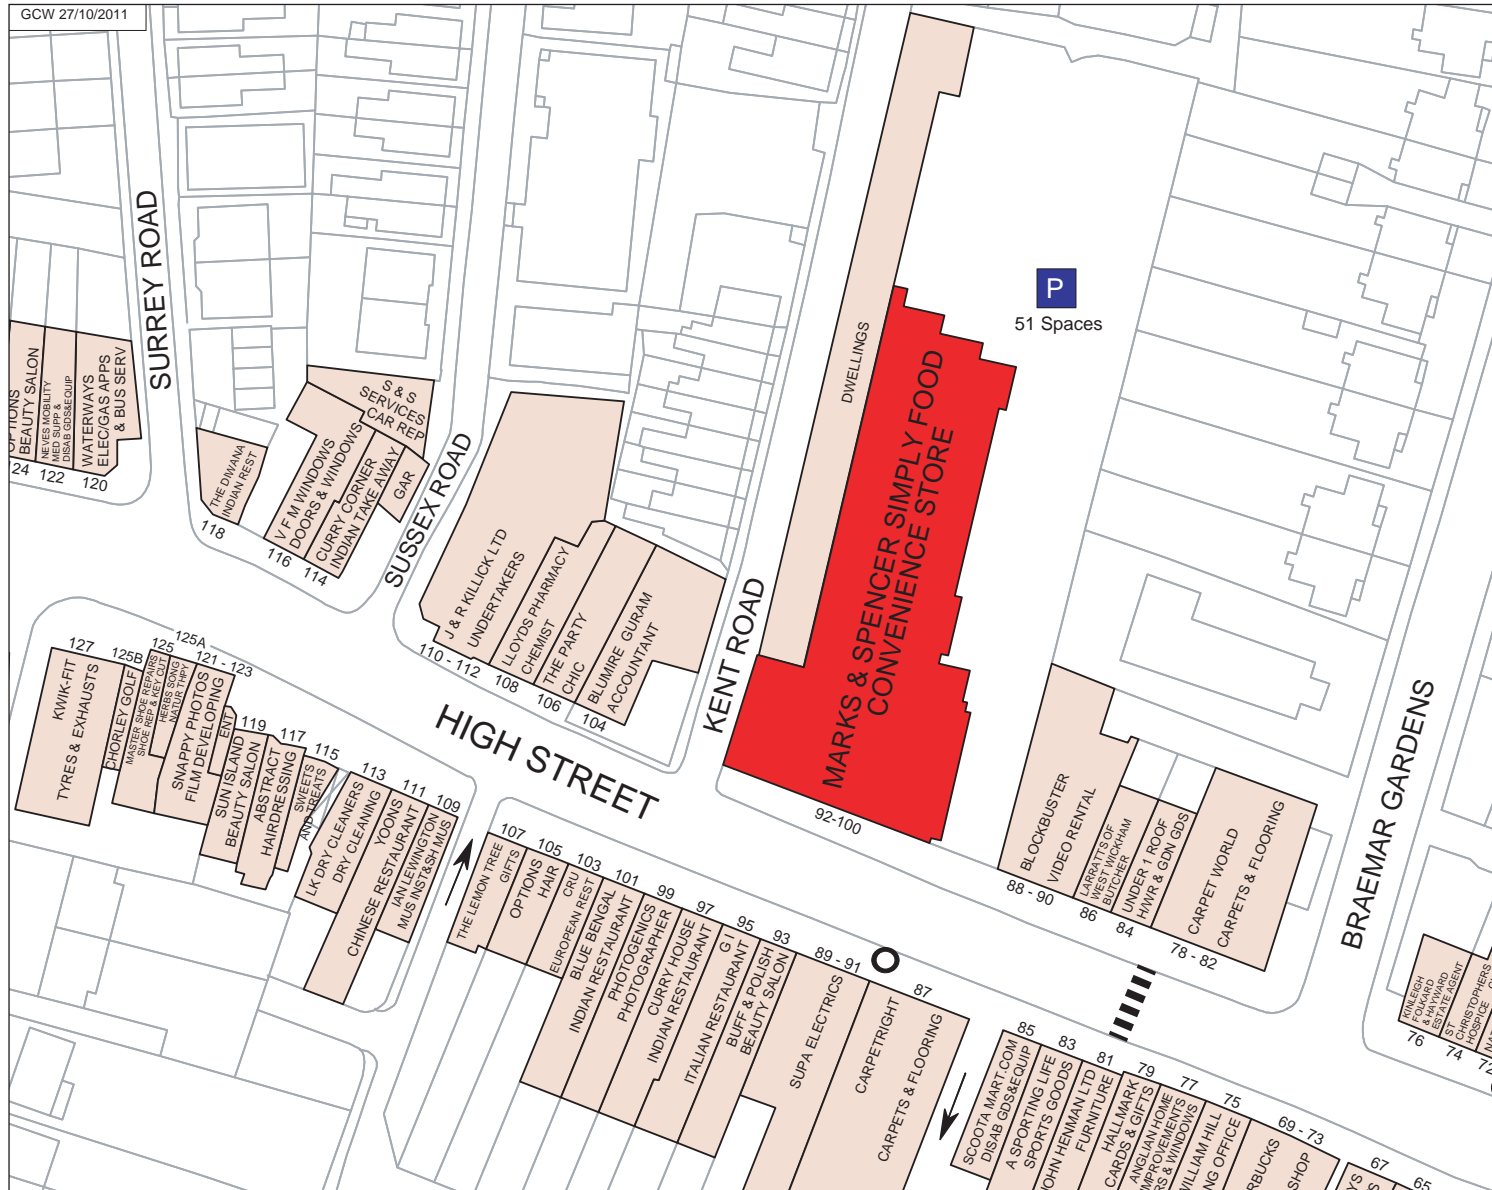 GCW 27/10/2011
SURREY ROAD
SUSSEX ROAD
KENT ROAD
HIGH STREET
BRAEMAR GARDENS
P
51 Spaces
DWELLINGS
MARKS & SPENCER SIMPLY FOOD
CONVENIENCE STORE
92-100
BEAUTY SALON
24
NEVES MOBILITY
MED SUPP &
DISAB GDS&EQUIP
122
WATERWAYS
ELEC/GAS APPS
& BUS SERV
120
THE DIWANA
INDIAN REST
118
V F M WINDOWS
DOORS & WINDOWS
116
CURRY CORNER
INDIAN TAKE AWAY
114
GAR
S & S
SERVICES
CAR REP
J & R KILLICK LTD
UNDERTAKERS
110 - 112
LLOYDS PHARMACY
CHEMIST
108
THE PARTY
CHIC
106
BLUMIRE GURAM
ACCOUNTANT
104
BLOCKBUSTER
VIDEO RENTAL
88 - 90
LARRATTS OF
WEST WICKHAM
BUTCHER
86
UNDER 1 ROOF
H/WR & GDN GDS
84
CARPET WORLD
CARPETS & FLOORING
78 - 82
KINLEIGH
FOLKARD
& HAYWARD
ESTATE AGENT
76
ST
CHRISTOPHERS
HOSPICE
74
72
127
KWIK-FIT
TYRES & EXHAUSTS
125B
CHORLEY GOLF
125
MASTER SHOE REPAIRS
SHOE REP & KEY CUT
125A
HERBS SONG
NATUR THPY
121 - 123
SNAPPY PHOTOS
FILM DEVELOPING
ENT
119
SUN ISLAND
BEAUTY SALON
117
ABSTRACT
HAIRDRESSING
115
SWEETS
AND TREATS
113
LK DRY CLEANERS
DRY CLEANING
111
YOONS
CHINESE RESTAURANT
109
IAN LEWINGTON
MUS INST&SH MUS
107
THE LEMON TREE
GIFTS
105
OPTIONS
HAIR
103
CRU
EUROPEAN REST
101
BLUE BENGAL
INDIAN RESTAURANT
99
PHOTOGENICS
PHOTOGRAPHER
97
CURRY HOUSE
INDIAN RESTAURANT
95
G I
ITALIAN RESTAURANT
93
BUFF & POLISH
BEAUTY SALON
89 - 91
SUPA ELECTRICS
87
CARPETRIGHT
CARPETS & FLOORING
85
SCOOTA MART.COM
DISAB GDS&EQUIP
83
A SPORTING LIFE
SPORTS GOODS
81
JOHN HENMAN LTD
FURNITURE
79
HALLMARK
CARDS & GIFTS
77
ANGLIAN HOME
IMPROVEMENTS
RS & WINDOWS
75
WILLIAM HILL
NG OFFICE
69 - 73
RBUCKS
SHOP
67
65